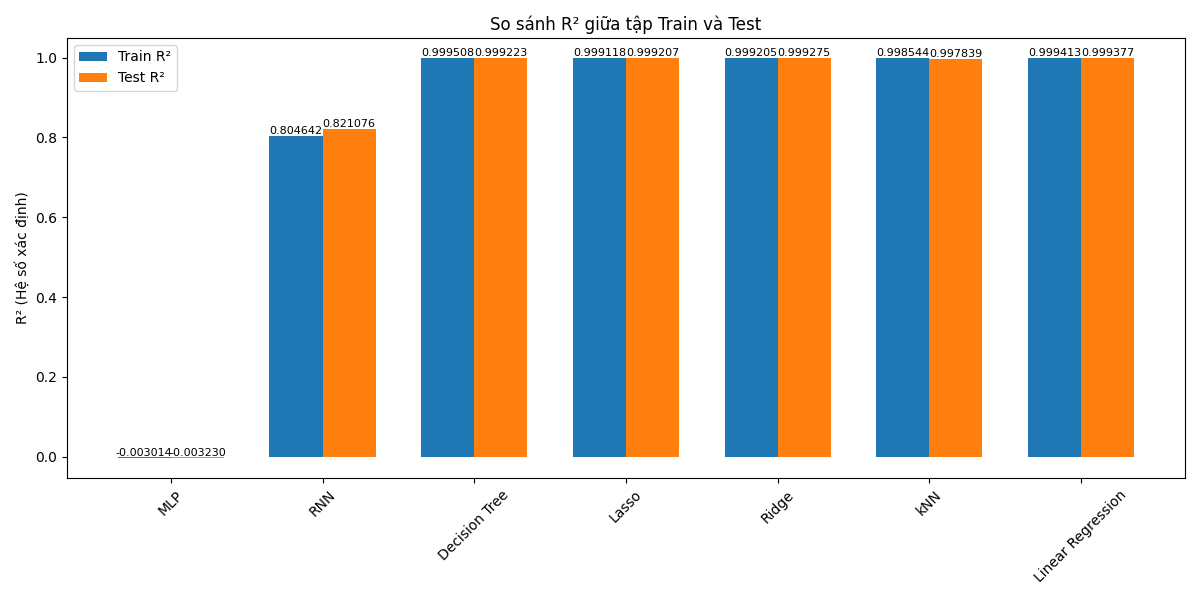 So sánh R² giữa tập Train và Test
Train R²
Test R²
R² (Hệ số xác định)
1.0
0.8
0.6
0.4
0.2
0.0
-0.003014 -0.003230
0.804642 0.821076
0.999508 0.999223
0.999118 0.999207
0.999205 0.999275
0.998544 0.997839
0.999413 0.999377
MLP
RNN
Decision Tree
Lasso
Ridge
kNN
Linear Regression